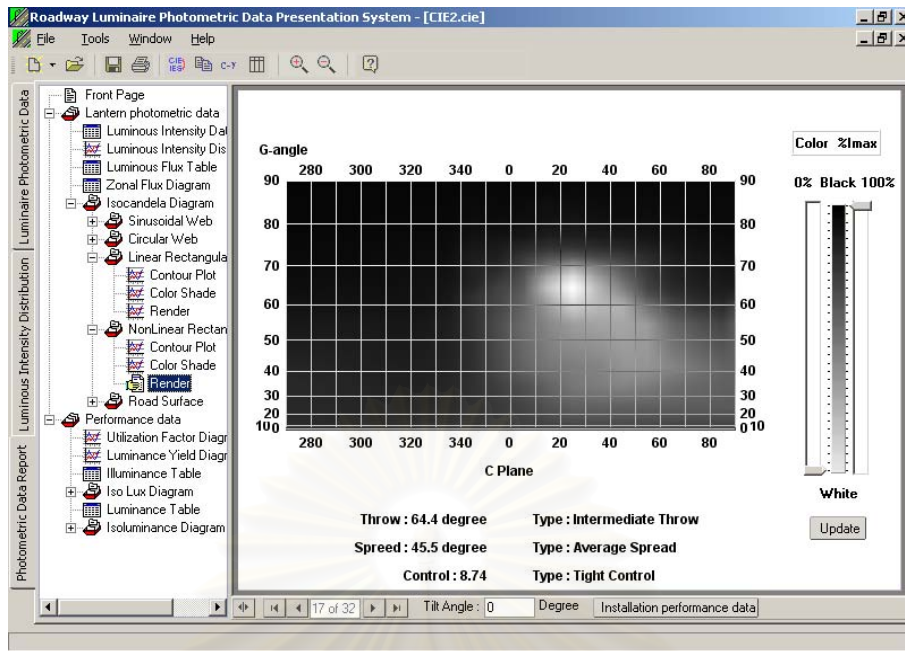 Roadway Luminaire Photometric Data Presentation System - [CIE2.cie]
File Tools Window Help
CIE IES C-γ
Luminaire Photometric Data
Luminous Intensity Distribution
Photometric Data Report
Front Page
Lantern photometric data
Luminous Intensity Dat
Luminous Intensity Dis
Luminous Flux Table
Zonal Flux Diagram
Isocandela Diagram
Sinusoidal Web
Circular Web
Linear Rectangula
Contour Plot
Color Shade
Render
NonLinear Rectan
Contour Plot
Color Shade
Render
Road Surface
Performance data
Utilization Factor Diagr
Luminance Yield Diagr
Illuminance Table
Iso Lux Diagram
Luminance Table
Isoluminance Diagram
G-angle
280 300 320 340 0 20 40 60 80
90 90
80 80
70 70
60 60
50 50
40 40
30 30
20 20
10 0 0 10
280 300 320 340 0 20 40 60 80
C Plane
Throw : 64.4 degree Type : Intermediate Throw
Spreed : 45.5 degree Type : Average Spread
Control : 8.74 Type : Tight Control
Color %Imax
0% Black 100%
White
Update
17 of 32 Tilt Angle : 0 Degree Installation performance data